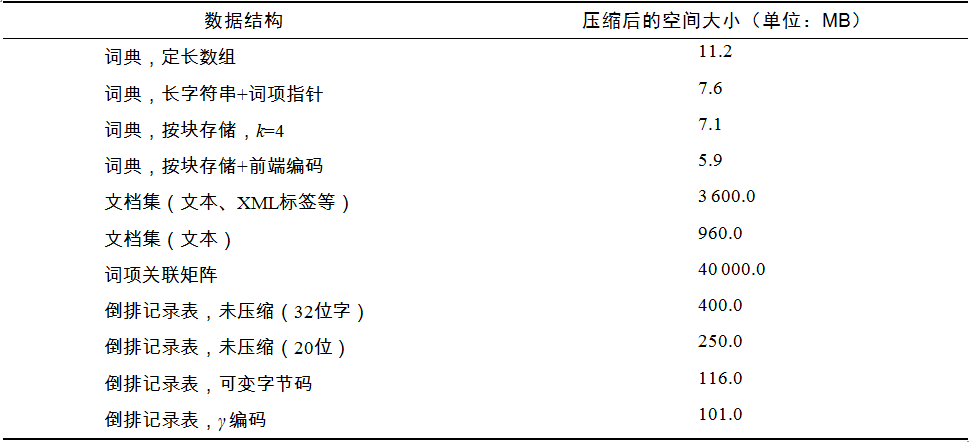 数据结构 压缩后的空间大小（单位：MB）
词典，定长数组 11.2
词典，长字符串+词项指针 7.6
词典，按块存储，k=4 7.1
词典，按块存储+前端编码 5.9
文档集（文本、XML标签等） 3 600.0
文档集（文本） 960.0
词项关联矩阵 40 000.0
倒排记录表，未压缩（32位字） 400.0
倒排记录表，未压缩（20位） 250.0
倒排记录表，可变字节码 116.0
倒排记录表，γ 编码 101.0